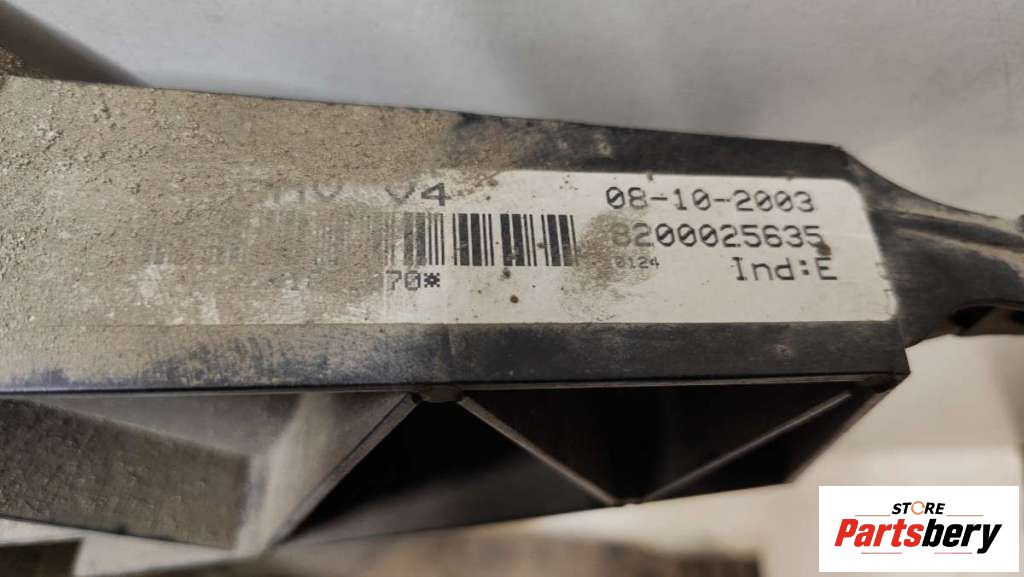 V4 08-10-2003
8200025635
0124 Ind:E
70*
STORE
Partsbery